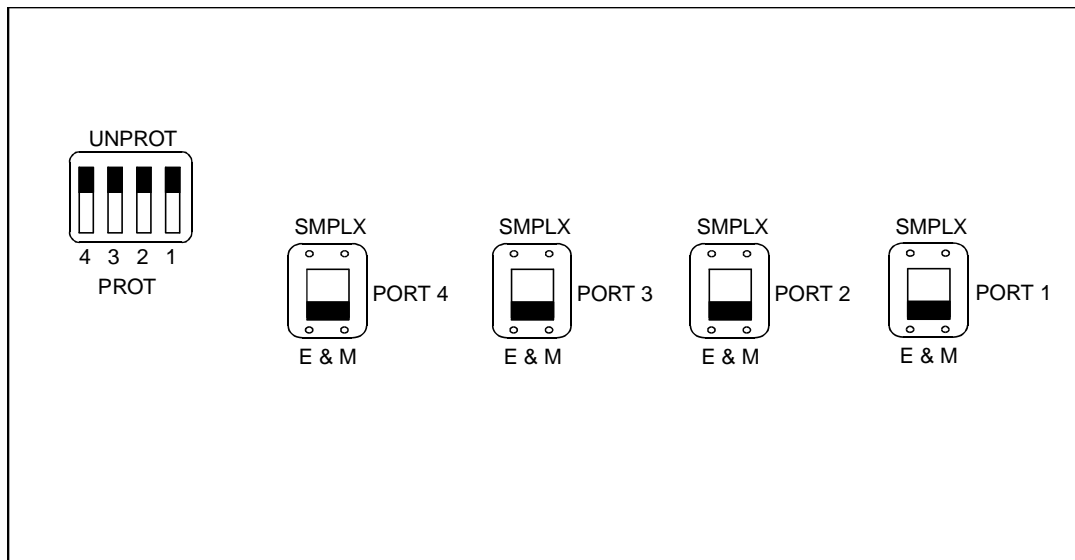 UNPROT
4 3 2 1
PROT
SMPLX
PORT 4
E & M
SMPLX
PORT 3
E & M
SMPLX
PORT 2
E & M
SMPLX
PORT 1
E & M